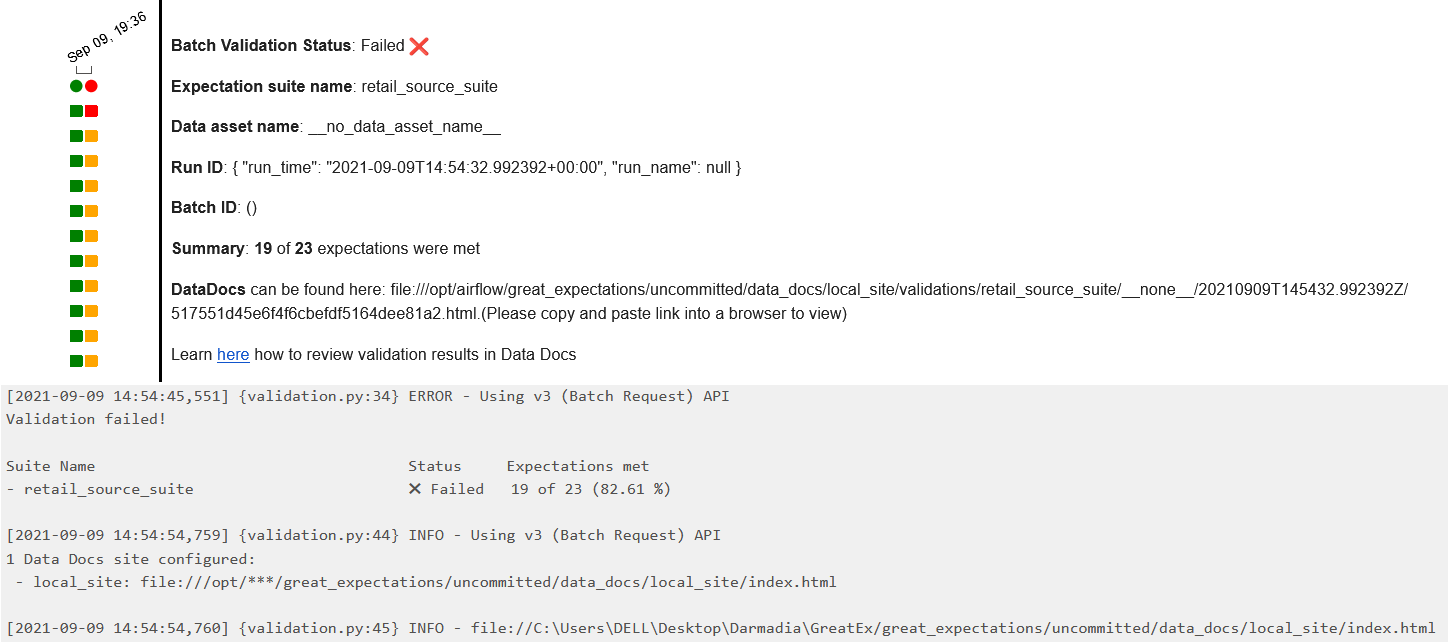 Sep 09, 19:36
Batch Validation Status: Failed ❌
Expectation suite name: retail_source_suite
Data asset name: __no_data_asset_name__
Run ID: { "run_time": "2021-09-09T14:54:32.992392+00:00", "run_name": null }
Batch ID: ()
Summary: 19 of 23 expectations were met
DataDocs can be found here: file:///opt/airflow/great_expectations/uncommitted/data_docs/local_site/validations/retail_source_suite/__none__/20210909T145432.992392Z/
517551d45e6f4f6cbefdf5164dee81a2.html.(Please copy and paste link into a browser to view)
Learn here how to review validation results in Data Docs
[2021-09-09 14:54:45,551] {validation.py:34} ERROR - Using v3 (Batch Request) API
Validation failed!
Suite Name Status Expectations met
- retail_source_suite ✕ Failed 19 of 23 (82.61 %)
[2021-09-09 14:54:54,759] {validation.py:44} INFO - Using v3 (Batch Request) API
1 Data Docs site configured:
- local_site: file:///opt/***/great_expectations/uncommitted/data_docs/local_site/index.html
[2021-09-09 14:54:54,760] {validation.py:45} INFO - file://C:\Users\DELL\Desktop\Darmadia\GreatEx/great_expectations/uncommitted/data_docs/local_site/index.html